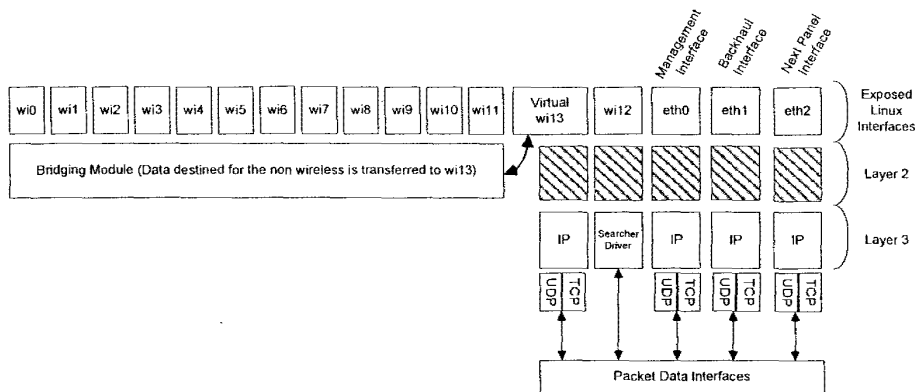 Management
Interface
Backhaul
Interface
Next Panel
Interface
wi0
wi1
wi2
wi3
wi4
wi5
wi6
wi7
wi8
wi9
wi10
wi11
Virtual
wi13
wi12
eth0
eth1
eth2
Exposed
Linux
Interfaces
Bridging Module (Data destined for the non wireless is transferred to wi13)
Layer 2
IP
Searcher
Driver
IP
IP
IP
Layer 3
UDP
TCP
UDP
TCP
UDP
TCP
UDP
TCP
Packet Data Interfaces